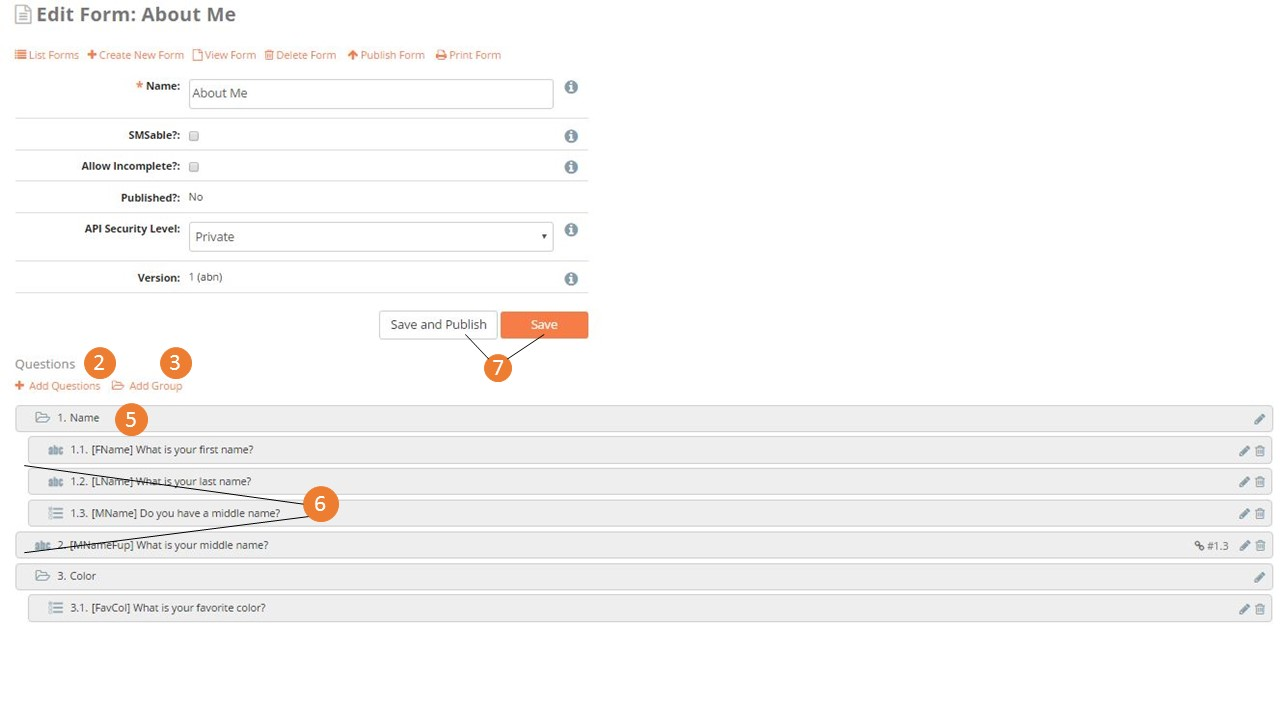 Edit Form: About Me
List Forms Create New Form View Form Delete Form Publish Form Print Form
* Name: About Me
SMSable?:
Allow Incomplete?:
Published?: No
API Security Level: Private
Version: 1 (abn)
Save and Publish Save
7
Questions 2 3
Add Questions Add Group
1. Name 5
abc 1.1. [FName] What is your first name?
abc 1.2. [LName] What is your last name?
6
1.3. [MName] Do you have a middle name?
abc 2. [MNameFup] What is your middle name? #1.3
3. Color
3.1. [FavCol] What is your favorite color?